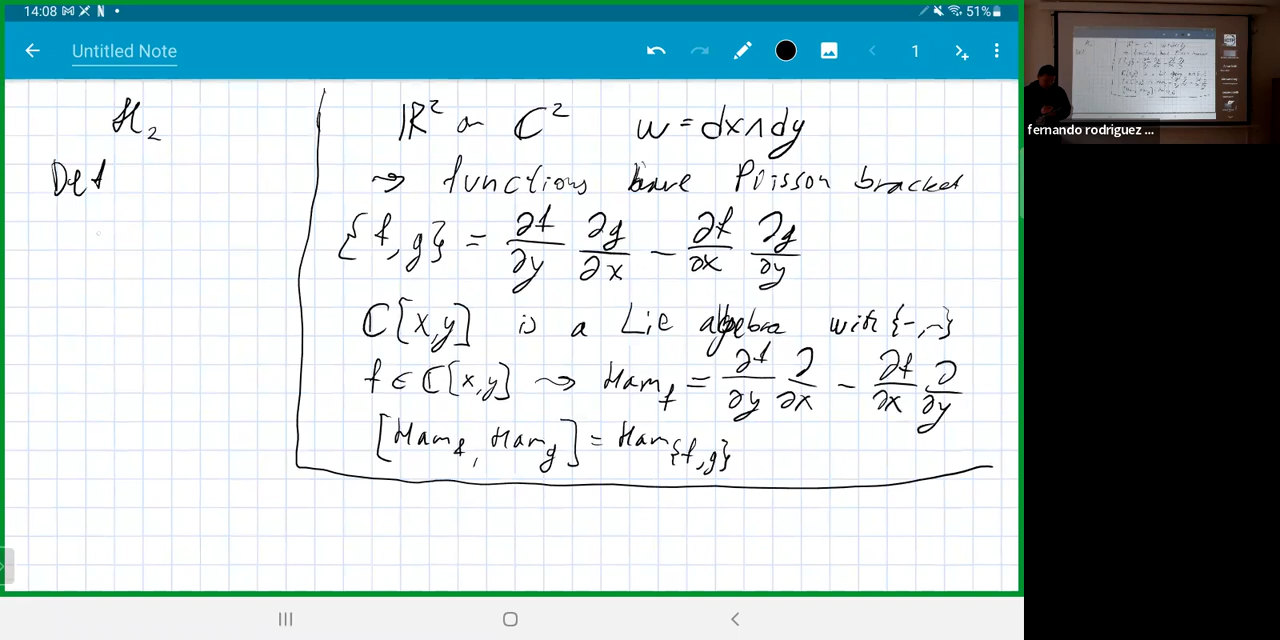 14:08
51%
Untitled Note
1
ℋ₂
Def
ℝ² or ℂ² ω = dx∧dy
⇝ functions have Poisson bracket
{f, g} = ∂f/∂y ∂g/∂x − ∂f/∂x ∂g/∂y
ℂ[x,y] is a Lie algebra with {-,-}
f ∈ ℂ[x,y] ⇝ Ham_f = ∂f/∂y ∂/∂x − ∂f/∂x ∂/∂y
[Ham_f, Ham_g] = Ham_{f,g}
fernando rodriguez ...